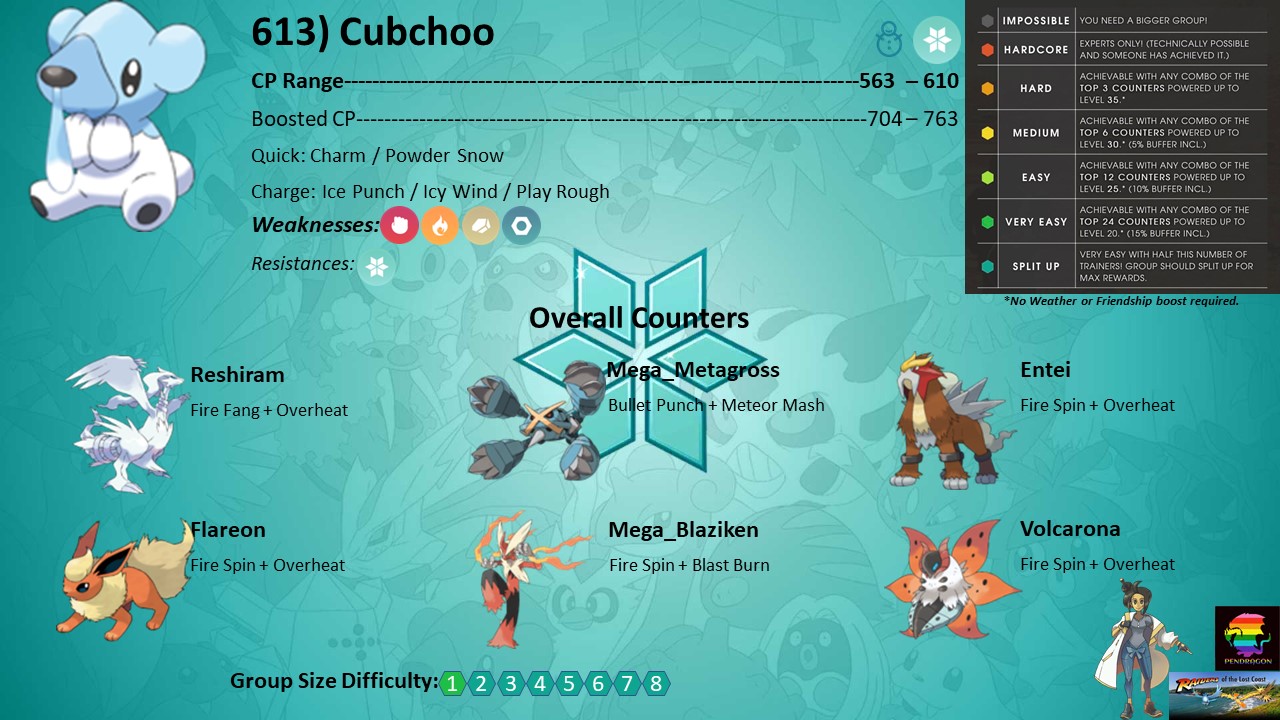 613) Cubchoo
CP Range--------------------------------------------------------------------------563 – 610
Boosted CP-------------------------------------------------------------------------704 – 763
Quick: Charm / Powder Snow
Charge: Ice Punch / Icy Wind / Play Rough
Weaknesses:
Resistances:
IMPOSSIBLE YOU NEED A BIGGER GROUP!
HARDCORE EXPERTS ONLY! (TECHNICALLY POSSIBLE
AND SOMEONE HAS ACHIEVED IT.)
HARD ACHIEVABLE WITH ANY COMBO OF THE
TOP 3 COUNTERS POWERED UP TO
LEVEL 35.*
MEDIUM ACHIEVABLE WITH ANY COMBO OF THE
TOP 6 COUNTERS POWERED UP TO
LEVEL 30.* (5% BUFFER INCL.)
EASY ACHIEVABLE WITH ANY COMBO OF THE
TOP 12 COUNTERS POWERED UP TO
LEVEL 25.* (10% BUFFER INCL.)
VERY EASY ACHIEVABLE WITH ANY COMBO OF THE
TOP 24 COUNTERS POWERED UP TO
LEVEL 20.* (15% BUFFER INCL.)
SPLIT UP VERY EASY WITH HALF THIS NUMBER OF
TRAINERS! GROUP SHOULD SPLIT UP FOR
MAX REWARDS.
*No Weather or Friendship boost required.
Overall Counters
Reshiram
Fire Fang + Overheat
Mega_Metagross
Bullet Punch + Meteor Mash
Entei
Fire Spin + Overheat
Flareon
Fire Spin + Overheat
Mega_Blaziken
Fire Spin + Blast Burn
Volcarona
Fire Spin + Overheat
Group Size Difficulty: 1 2 3 4 5 6 7 8
PENDRAGON
RAIDERS of the Lost Coast